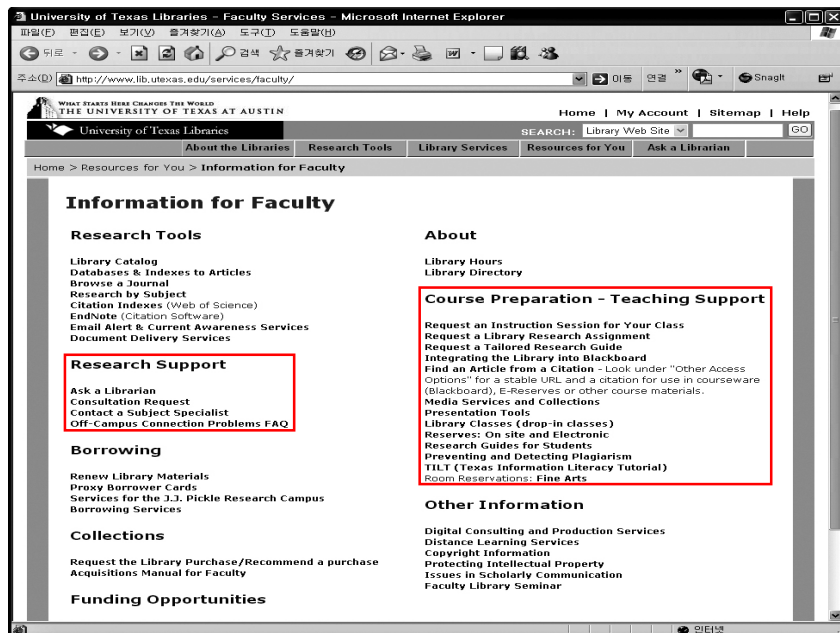 University of Texas Libraries - Faculty Services - Microsoft Internet Explorer
파일(F) 편집(E) 보기(V) 즐겨찾기(A) 도구(T) 도움말(H)
뒤로 검색 즐겨찾기
주소(D) http://www.lib.utexas.edu/services/faculty/ 이동 연결 » SnagIt
WHAT STARTS HERE CHANGES THE WORLD
THE UNIVERSITY OF TEXAS AT AUSTIN
Home | My Account | Sitemap | Help
University of Texas Libraries
SEARCH: Library Web Site GO
About the Libraries Research Tools Library Services Resources for You Ask a Librarian
Home > Resources for You > Information for Faculty
Information for Faculty
Research Tools
Library Catalog
Databases & Indexes to Articles
Browse a Journal
Research by Subject
Citation Indexes (Web of Science)
EndNote (Citation Software)
Email Alert & Current Awareness Services
Document Delivery Services
Research Support
Ask a Librarian
Consultation Request
Contact a Subject Specialist
Off-Campus Connection Problems FAQ
Borrowing
Renew Library Materials
Proxy Borrower Cards
Services for the J.J. Pickle Research Campus
Borrowing Services
Collections
Request the Library Purchase/Recommend a purchase
Acquisitions Manual for Faculty
Funding Opportunities
About
Library Hours
Library Directory
Course Preparation - Teaching Support
Request an Instruction Session for Your Class
Request a Library Research Assignment
Request a Tailored Research Guide
Integrating the Library into Blackboard
Find an Article from a Citation - Look under "Other Access
Options" for a stable URL and a citation for use in courseware
(Blackboard), E-Reserves or other course materials.
Media Services and Collections
Presentation Tools
Library Classes (drop-in classes)
Reserves: On site and Electronic
Research Guides for Students
Preventing and Detecting Plagiarism
TILT (Texas Information Literacy Tutorial)
Room Reservations: Fine Arts
Other Information
Digital Consulting and Production Services
Distance Learning Services
Copyright Information
Protecting Intellectual Property
Issues in Scholarly Communication
Faculty Library Seminar
인터넷